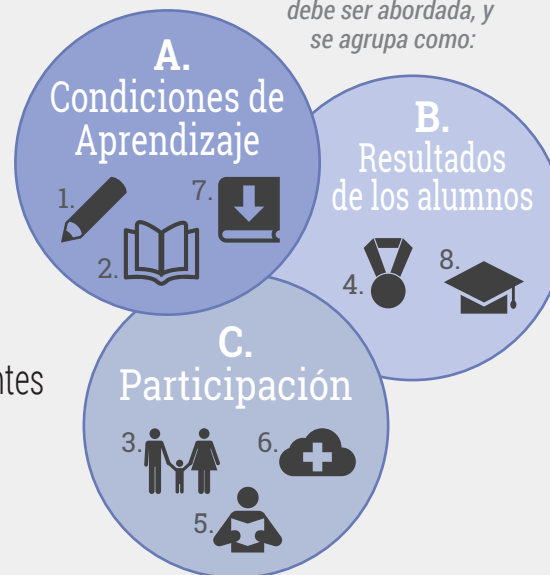 debe ser abordada, y
se agrupa como:
A.
Condiciones de
Aprendizaje
1.
7.
2.
B.
Resultados
de los alumnos
4.
8.
ntes
C.
Participación
3.
6.
5.